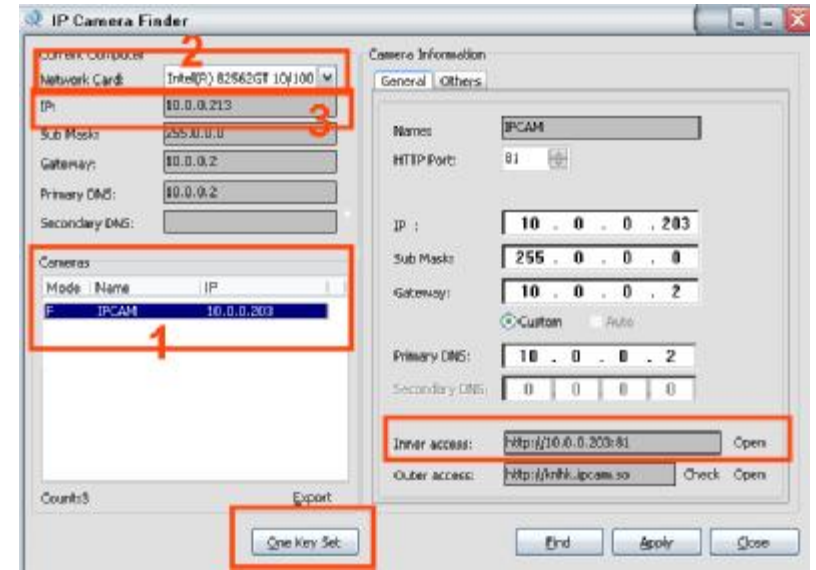 IP Camera Finder
Current Computer
2
Network Card: Intel(R) 82562GT 10/100
IP: 10.0.0.213
3
Sub Mask: 255.0.0.0
Gateway: 10.0.0.2
Primary DNS: 10.0.0.2
Secondary DNS:
Cameras
Mode Name IP
F IPCAM 10.0.0.203
1
Count:3 Export
One Key Set
Camera Information
General Others
Name: IPCAM
HTTP Port: 81
IP : 10 . 0 . 0 . 203
Sub Mask: 255 . 0 . 0 . 0
Gateway: 10 . 0 . 0 . 2
Custom Auto
Primary DNS: 10 . 0 . 0 . 2
Secondary DNS: 0 0 0 0
Inner access: http://10.0.0.203:81 Open
Outer access: Check Open
Find Apply Close